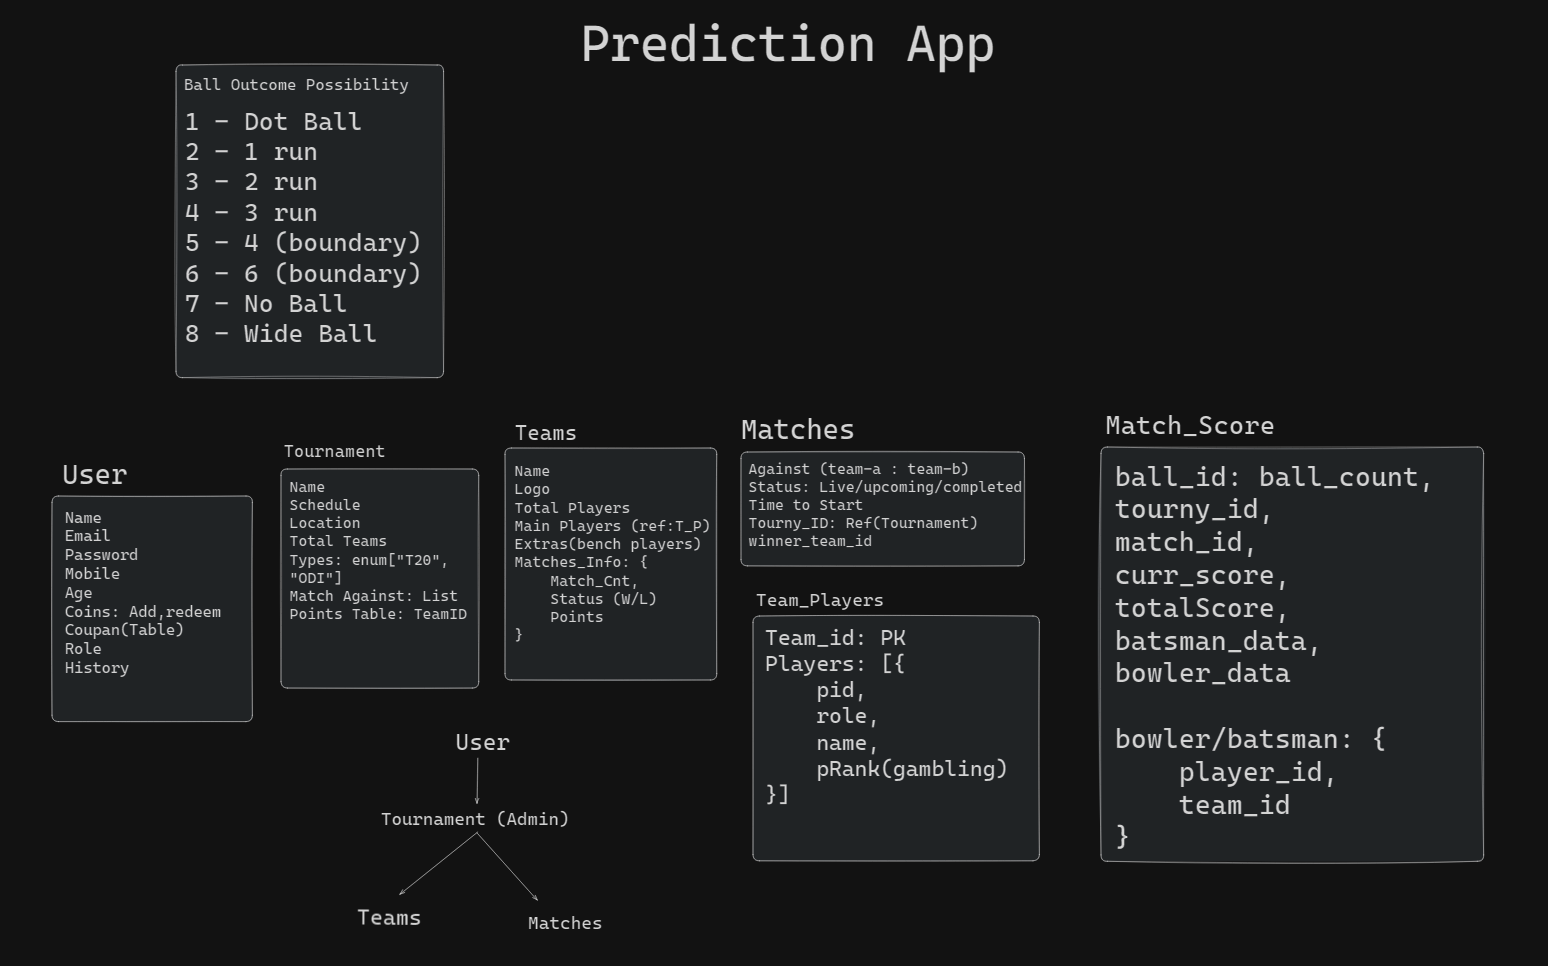 Prediction App
Ball Outcome Possibility
1 - Dot Ball
2 - 1 run
3 - 2 run
4 - 3 run
5 - 4 (boundary)
6 - 6 (boundary)
7 - No Ball
8 - Wide Ball
User
Name
Email
Password
Mobile
Age
Coins: Add,redeem
Coupan(Table)
Role
History
Tournament
Name
Schedule
Location
Total Teams
Types: enum["T20",
"ODI"]
Match Against: List
Points Table: TeamID
Teams
Name
Logo
Total Players
Main Players (ref:T_P)
Extras(bench players)
Matches_Info: {
Match_Cnt,
Status (W/L)
Points
}
Matches
Against (team-a : team-b)
Status: Live/upcoming/completed
Time to Start
Tourny_ID: Ref(Tournament)
winner_team_id
Team_Players
Team_id: PK
Players: [{
pid,
role,
name,
pRank(gambling)
}]
Match_Score
ball_id: ball_count,
tourny_id,
match_id,
curr_score,
totalScore,
batsman_data,
bowler_data
bowler/batsman: {
player_id,
team_id
}
User
Tournament (Admin)
Teams
Matches